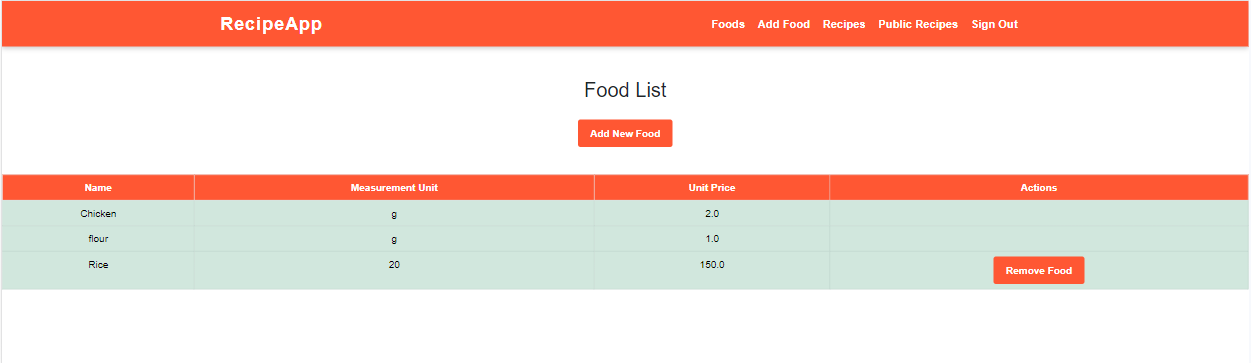 RecipeApp Foods Add Food Recipes Public Recipes Sign Out
Food List
Add New Food
Name Measurement Unit Unit Price Actions
Chicken g 2.0
flour g 1.0
Rice 20 150.0 Remove Food